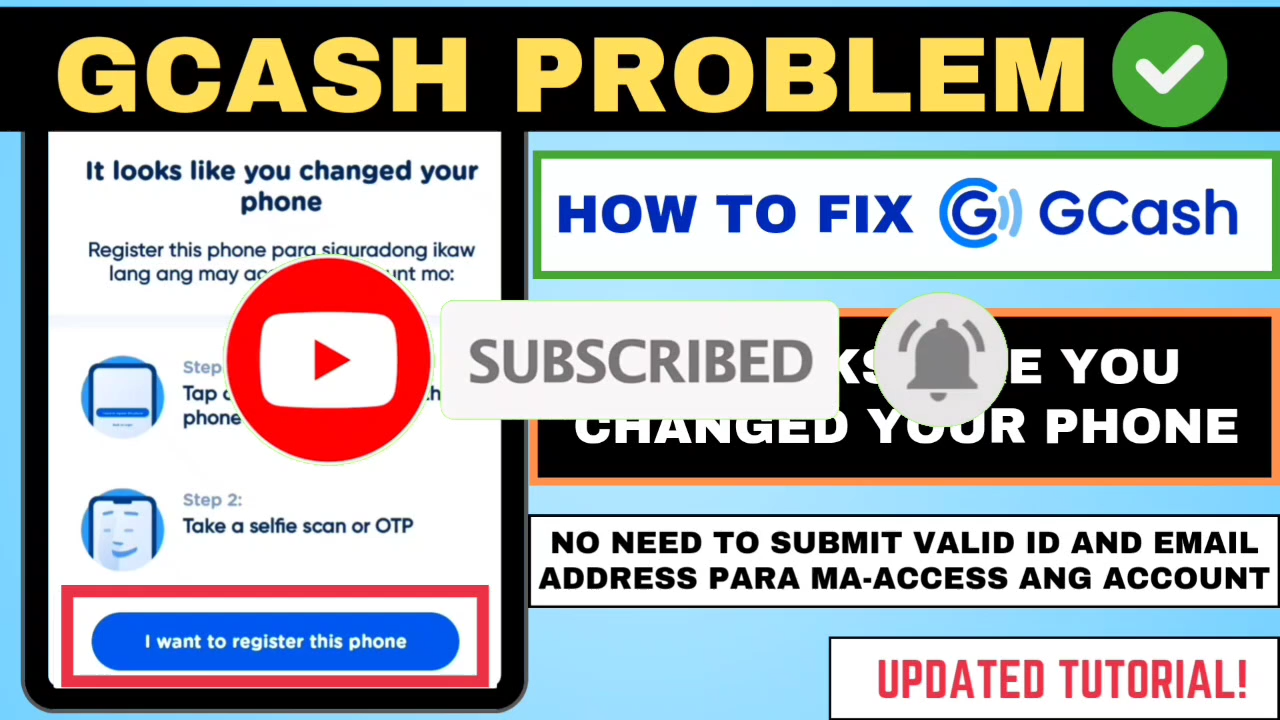 GCASH PROBLEM
It looks like you changed your
phone
Register this phone para siguradong ikaw
lang ang may mo:
HOW TO FIX GCash
SUBSCRIBED
YOU
CHANGED YOUR PHONE
Step
Tap
phone
Step 2:
Take a selfie scan or OTP
I want to register this phone
NO NEED TO SUBMIT VALID ID AND EMAIL
ADDRESS PARA MA-ACCESS ANG ACCOUNT
UPDATED TUTORIAL!